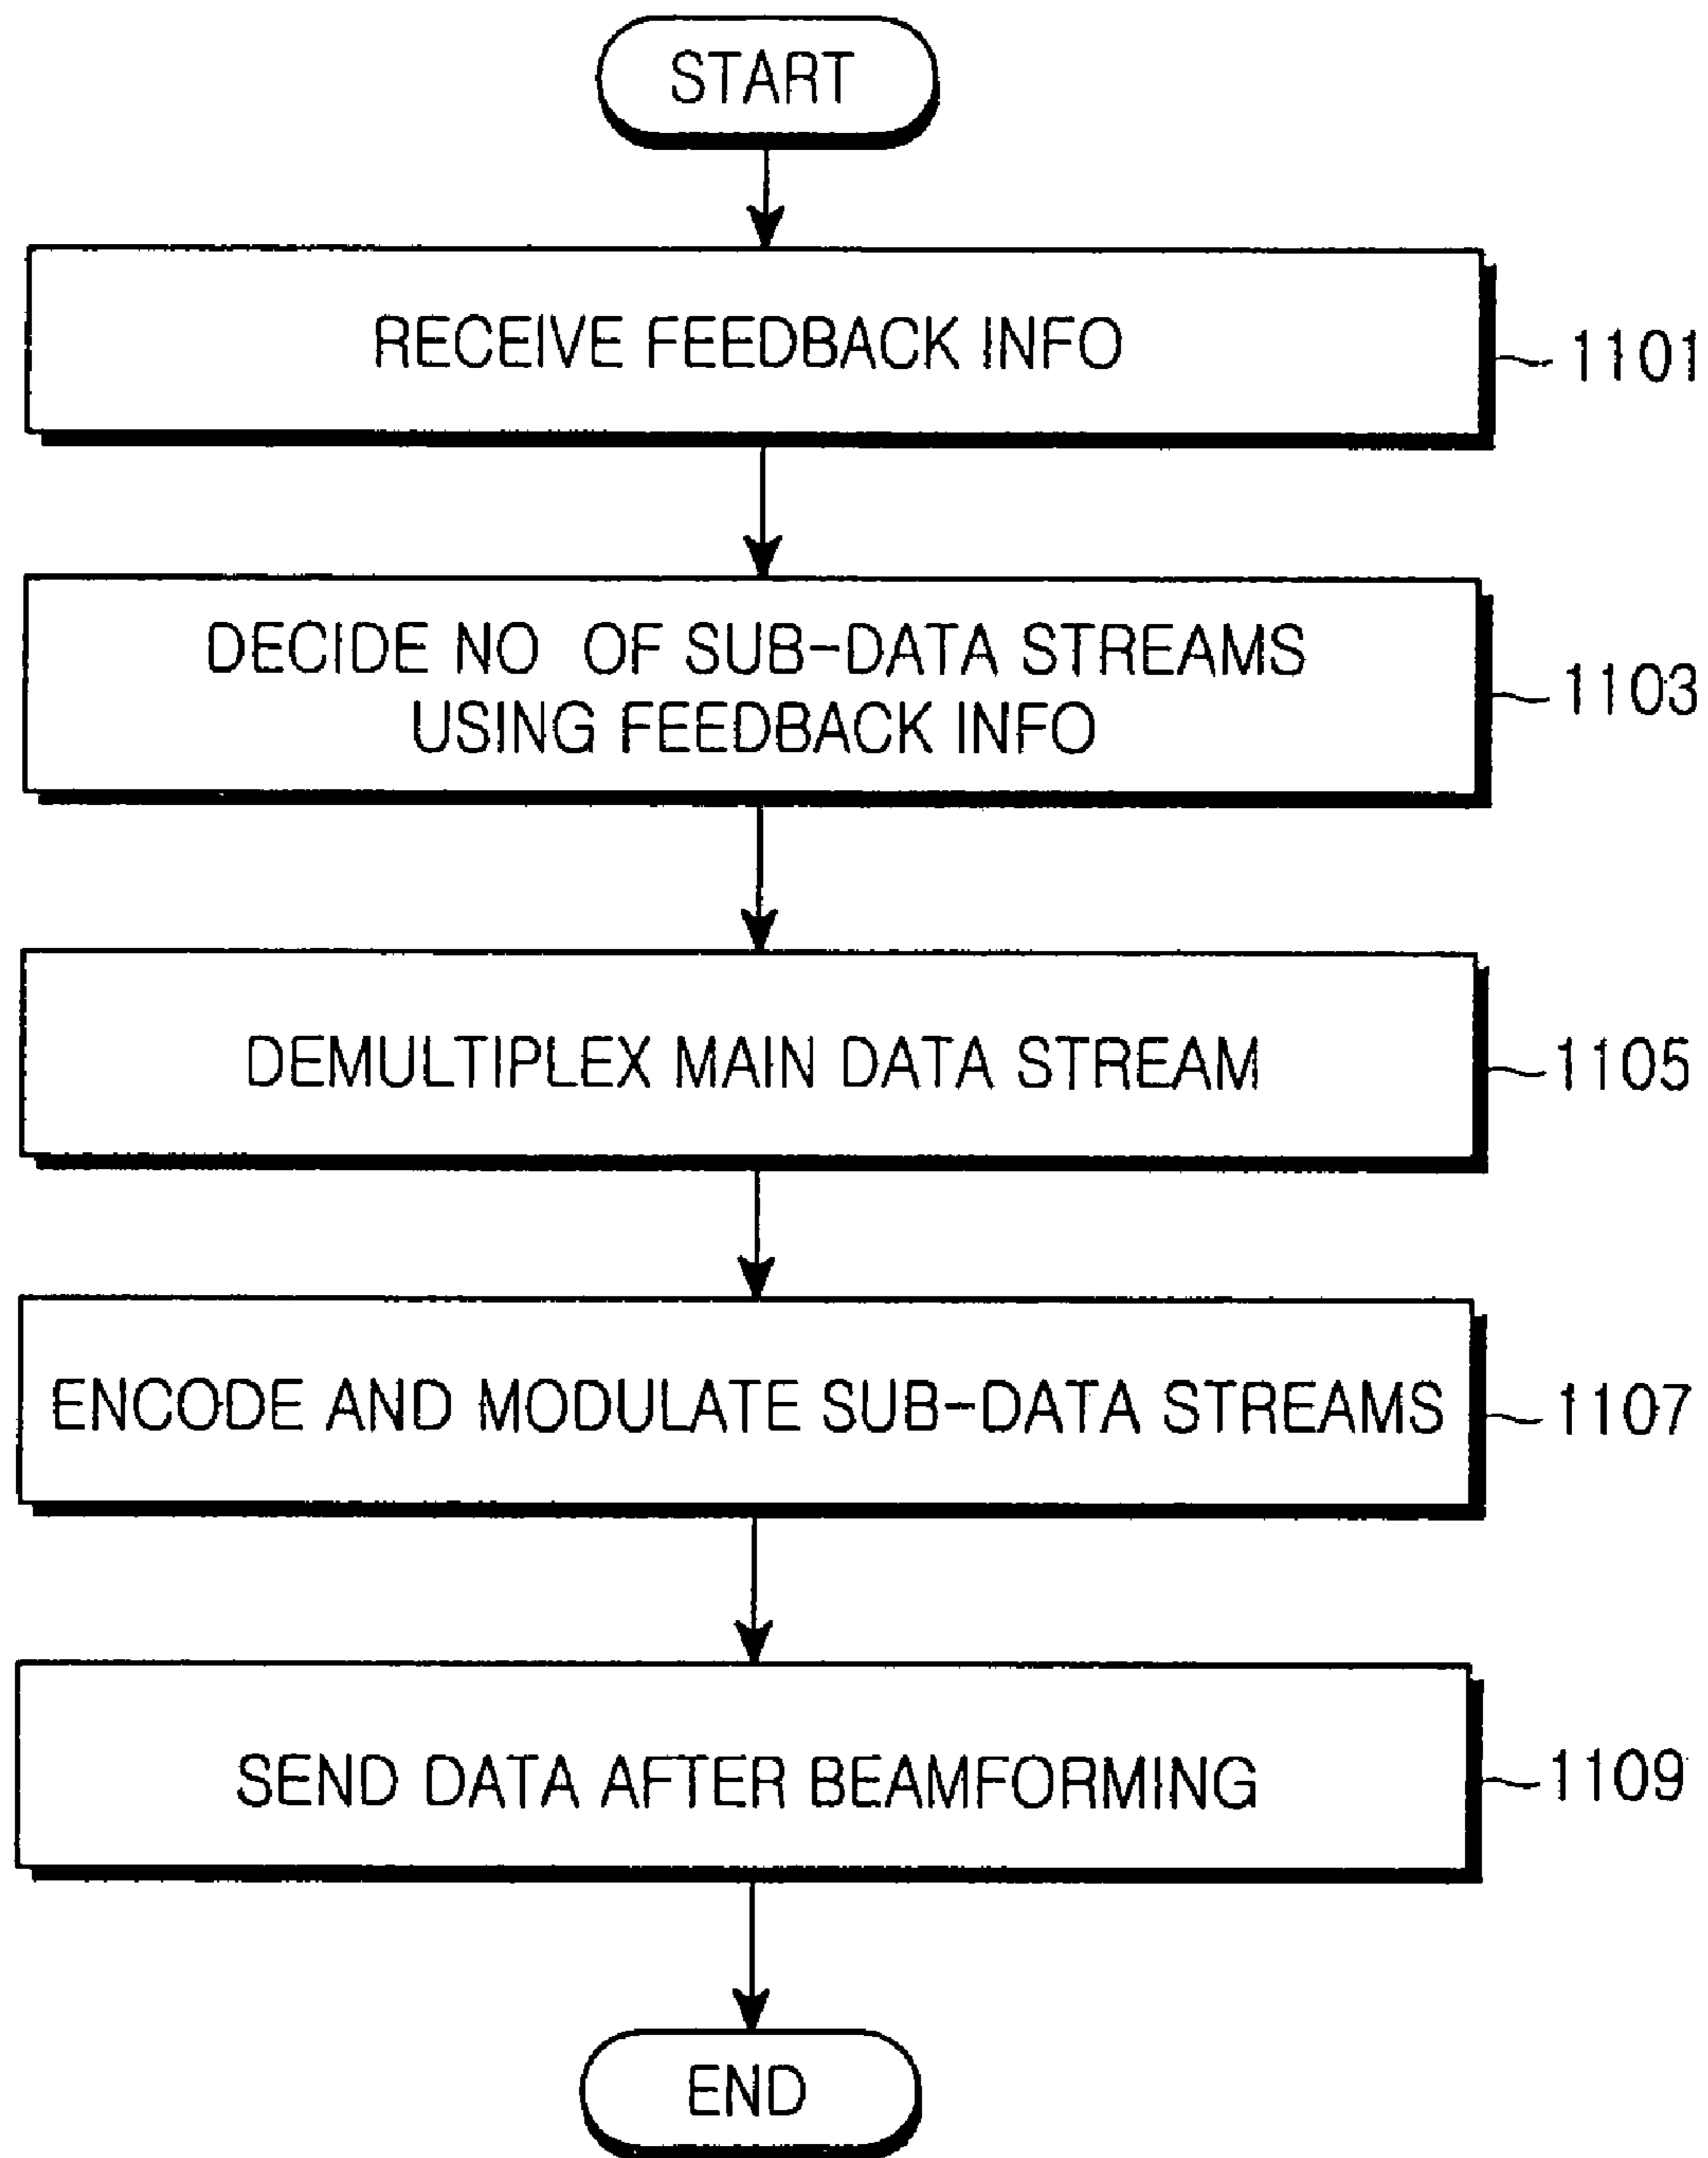 START
RECEIVE FEEDBACK INFO
1101
DECIDE NO OF SUB-DATA STREAMS
USING FEEDBACK INFO
1103
DEMULTIPLEX MAIN DATA STREAM
1105
ENCODE AND MODULATE SUB-DATA STREAMS
1107
SEND DATA AFTER BEAMFORMING
1109
END